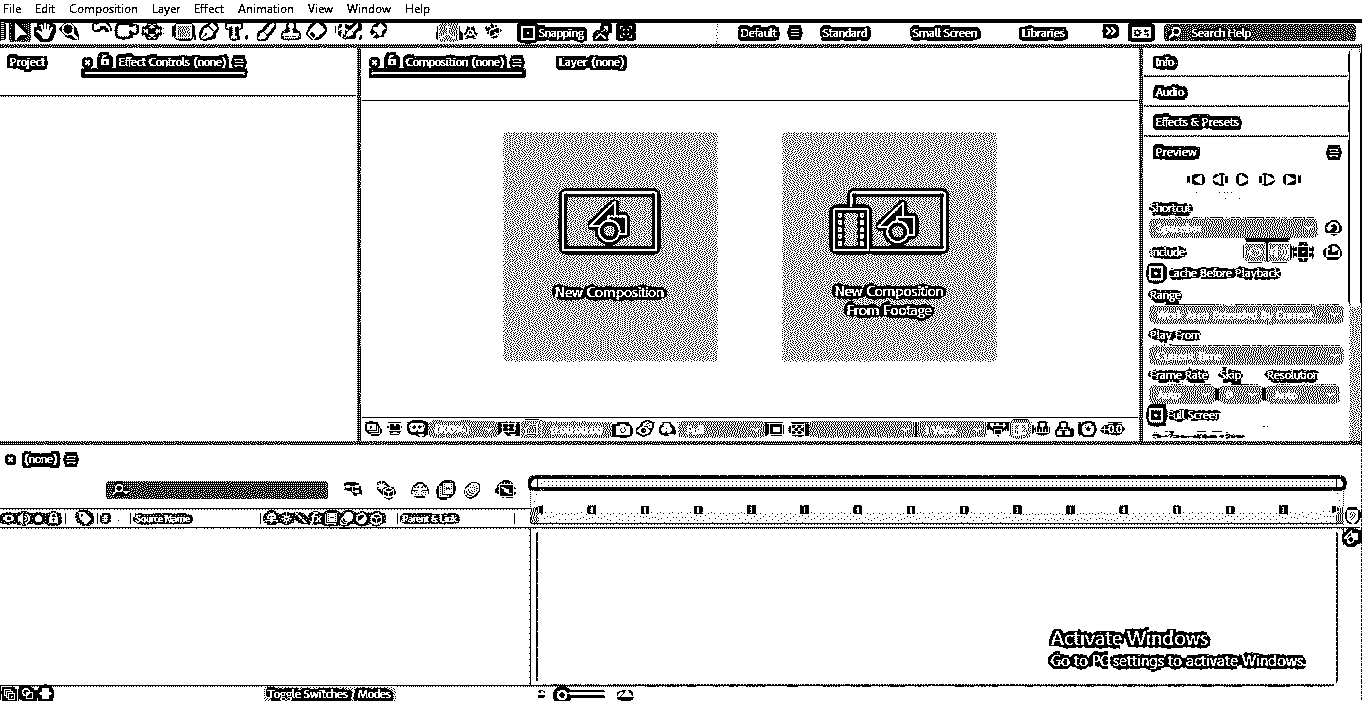 File Edit Composition Layer Effect Animation View Window Help
Snapping Default Standard Small Screen Libraries Search Help
Project Effect Controls (none) Composition (none) Layer (none) Info
Audio
Effects & Presets
Preview
Shortcut
Include
Cache Before Playback
New Composition
New Composition
From Footage
Range
Play From
Frame Rate Skip Resolution
Full Screen
(none)
# Source Name Parent & Link
Activate Windows
Go to PC settings to activate Windows.
Toggle Switches / Modes